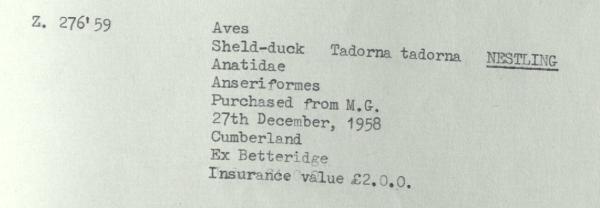 Z. 276'59 Aves
Sheld-duck Tadorna tadorna NESTLING
Anatidae
Anseriformes
Purchased from M.G.
27th December, 1958
Cumberland
Ex Betteridge
Insurance value £2.0.0.